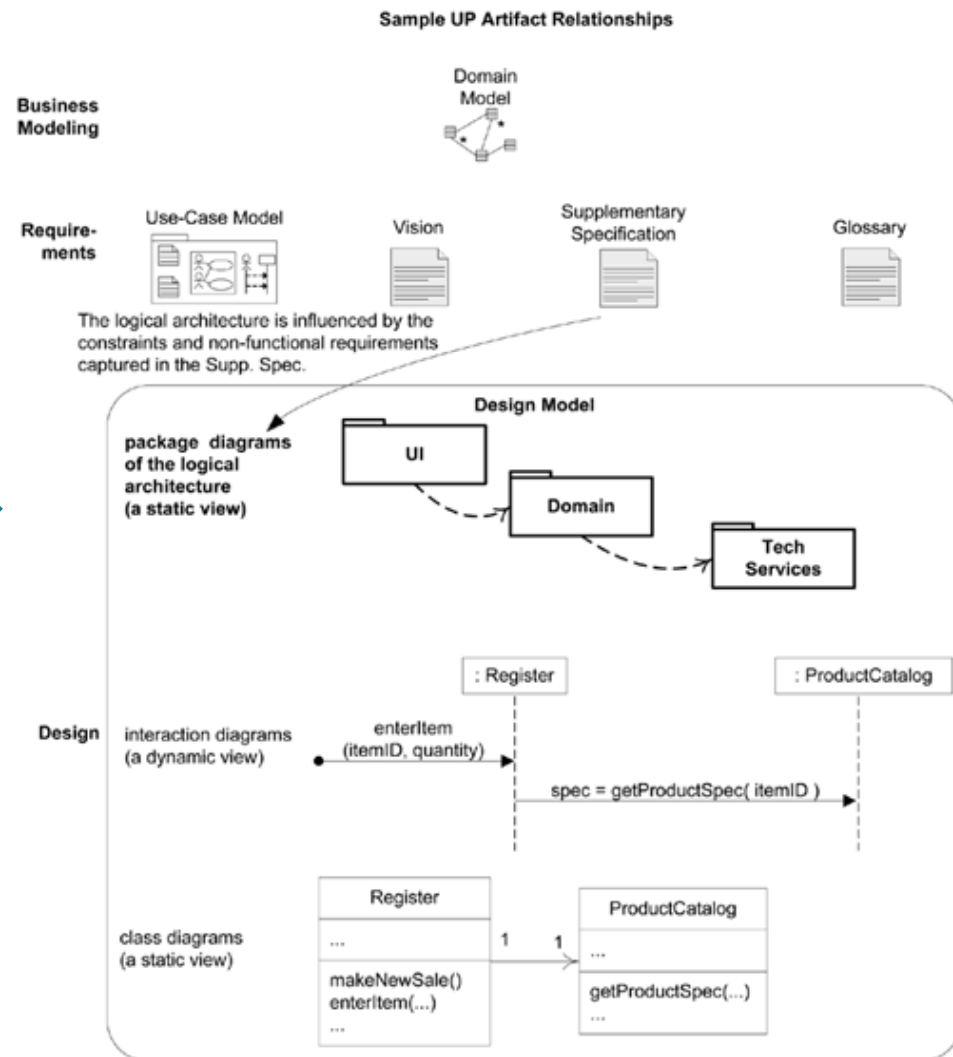 Sample UP Artifact Relationships
Domain
Model
Business
Modeling
*
*
Require-
ments
Use-Case Model
Vision
Supplementary
Specification
Glossary
The logical architecture is influenced by the
constraints and non-functional requirements
captured in the Supp. Spec.
Design Model
package diagrams
of the logical
architecture
(a static view)
UI
Domain
Tech
Services
: Register
: ProductCatalog
Design
interaction diagrams
(a dynamic view)
enterItem
(itemID, quantity)
spec = getProductSpec( itemID )
class diagrams
(a static view)
Register
...
makeNewSale()
enterItem(...)
...
1
1
ProductCatalog
...
getProductSpec(...)
...